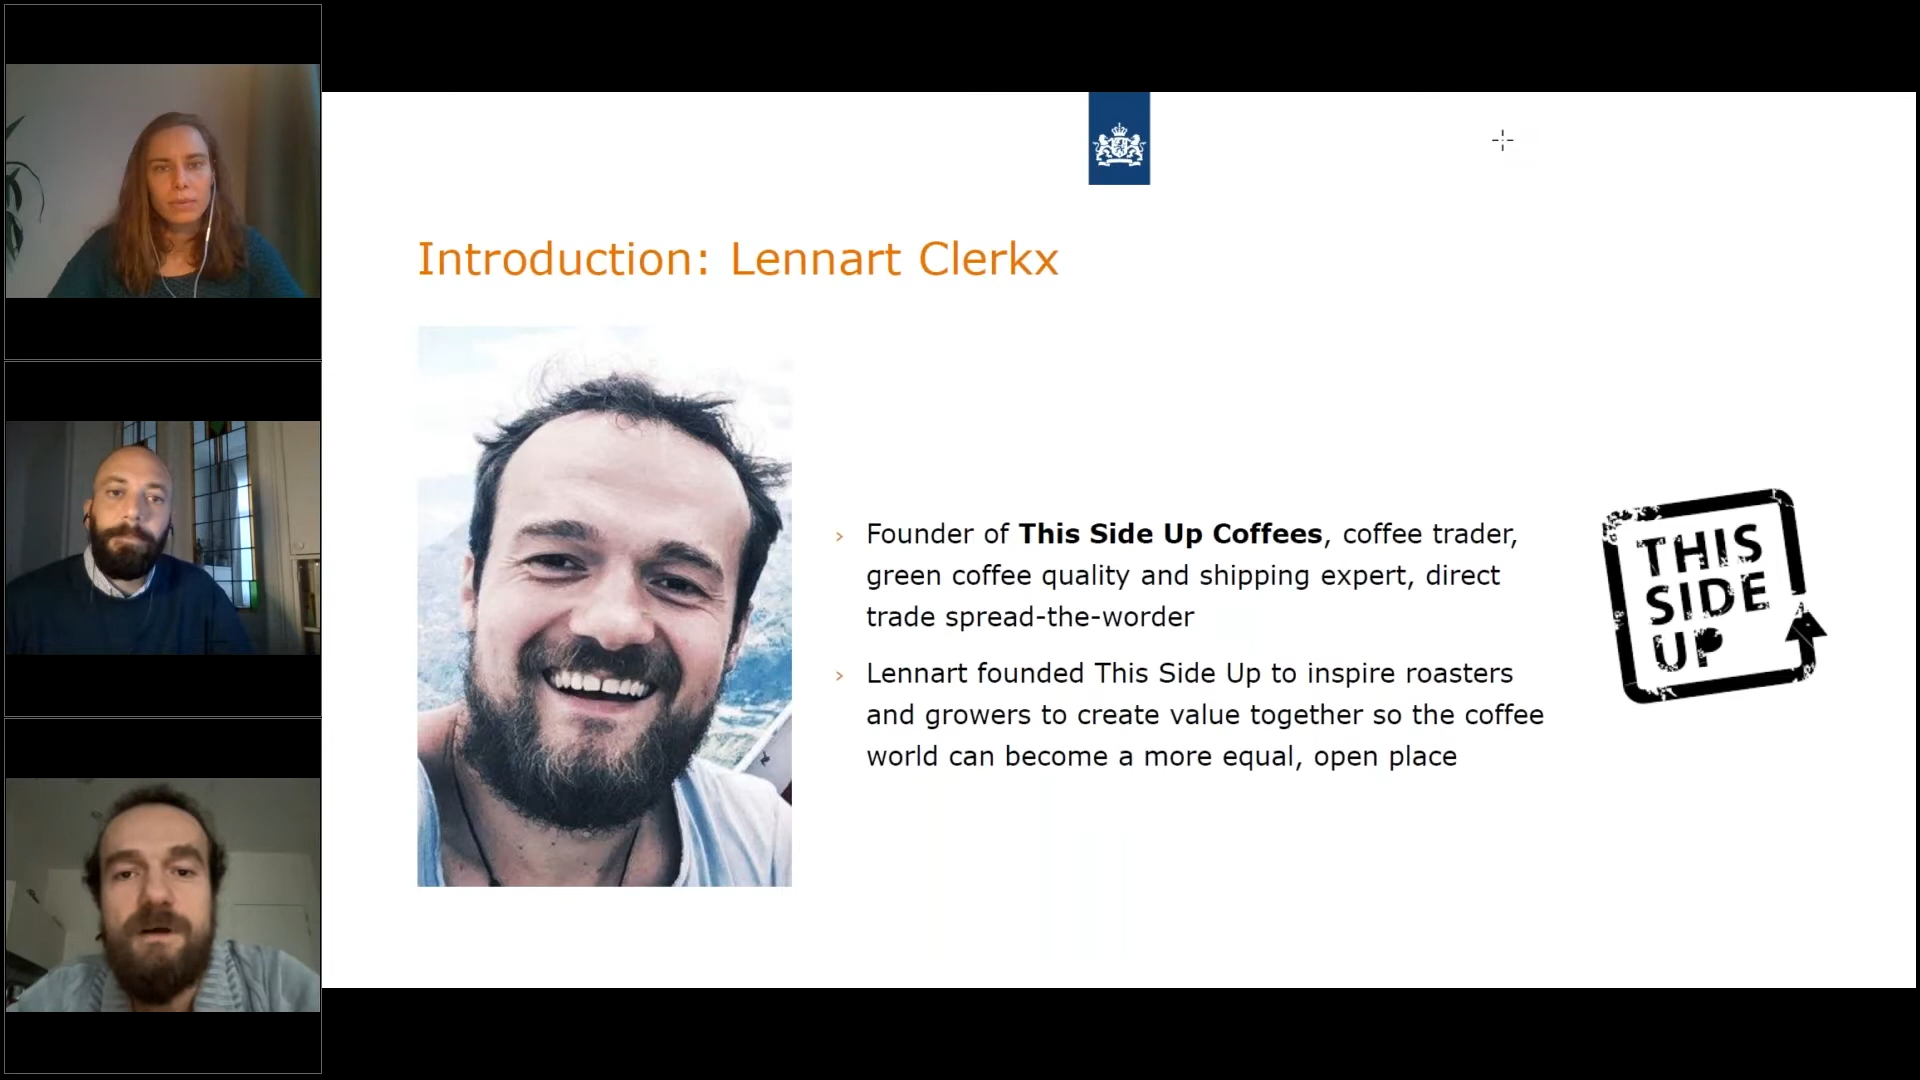 Introduction: Lennart Clerkx
› Founder of This Side Up Coffees, coffee trader,
green coffee quality and shipping expert, direct
trade spread-the-worder
› Lennart founded This Side Up to inspire roasters
and growers to create value together so the coffee
world can become a more equal, open place
THIS
SIDE
UP